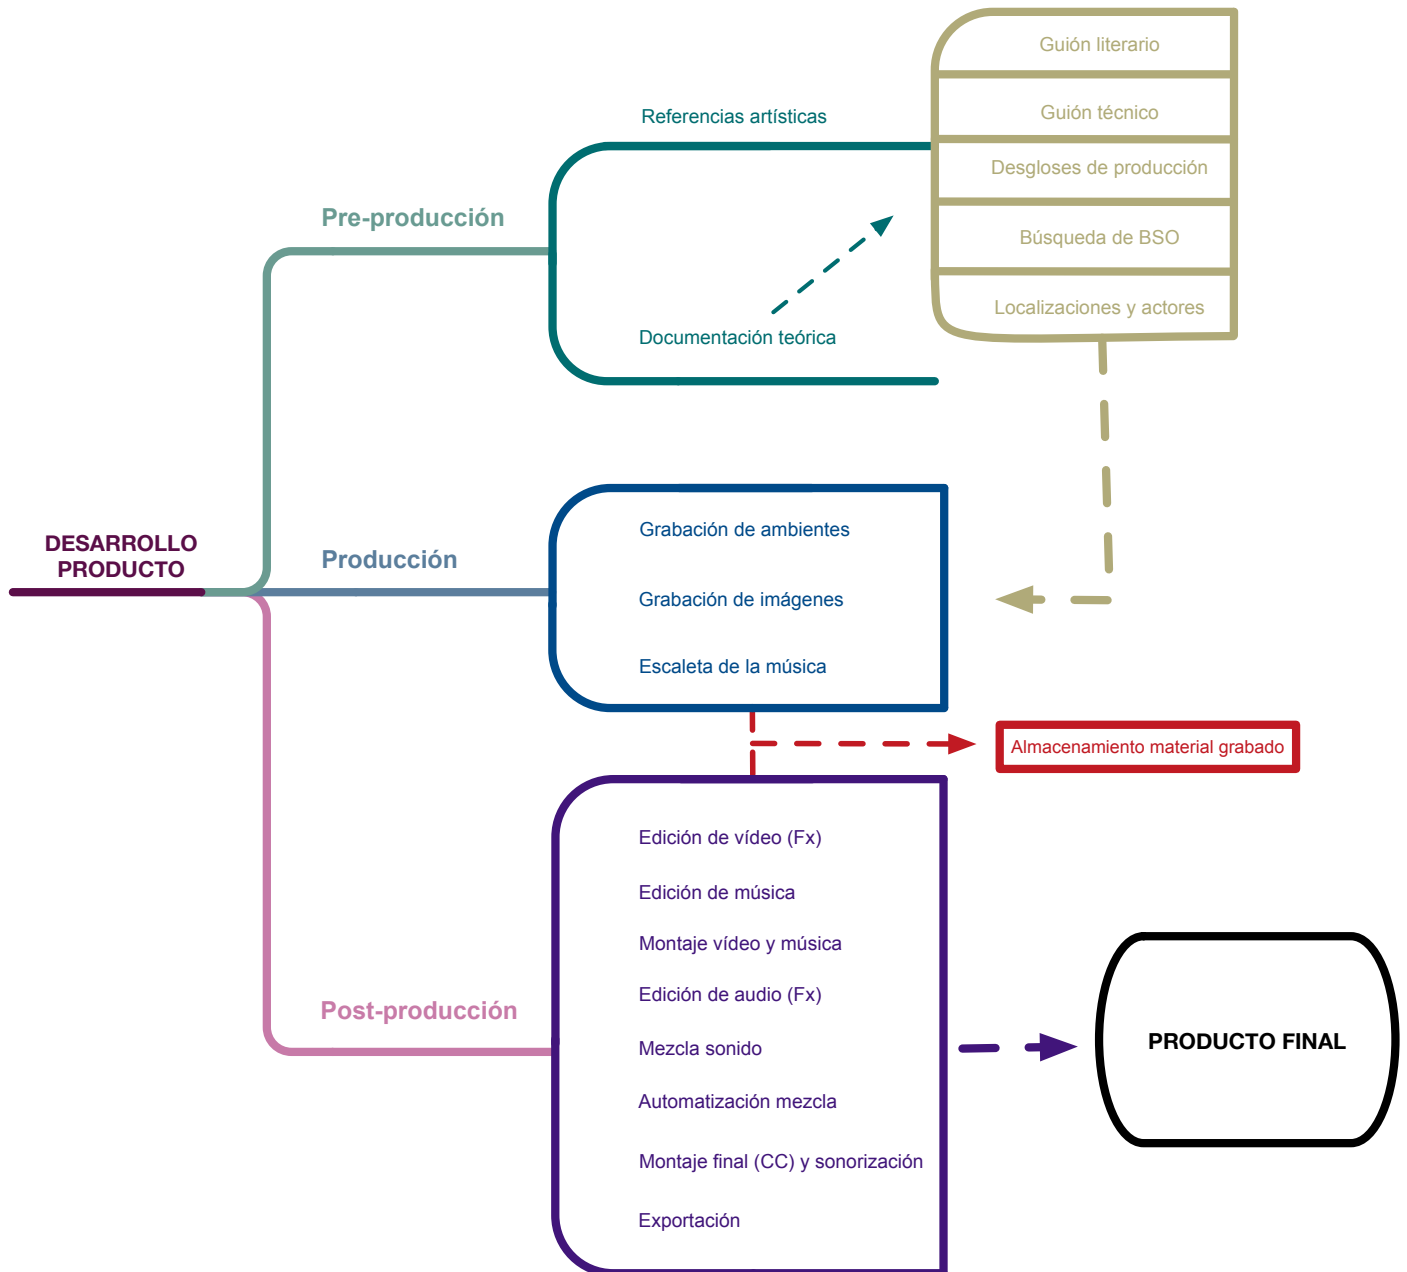 Guión literario
Guión técnico
Desgloses de producción
Búsqueda de BSO
Localizaciones y actores
Referencias artísticas
Pre-producción
Documentación teórica
DESARROLLO
PRODUCTO
Producción
Grabación de ambientes
Grabación de imágenes
Escaleta de la música
Almacenamiento material grabado
Post-producción
Edición de vídeo (Fx)
Edición de música
Montaje vídeo y música
Edición de audio (Fx)
Mezcla sonido
Automatización mezcla
Montaje final (CC) y sonorización
Exportación
PRODUCTO FINAL